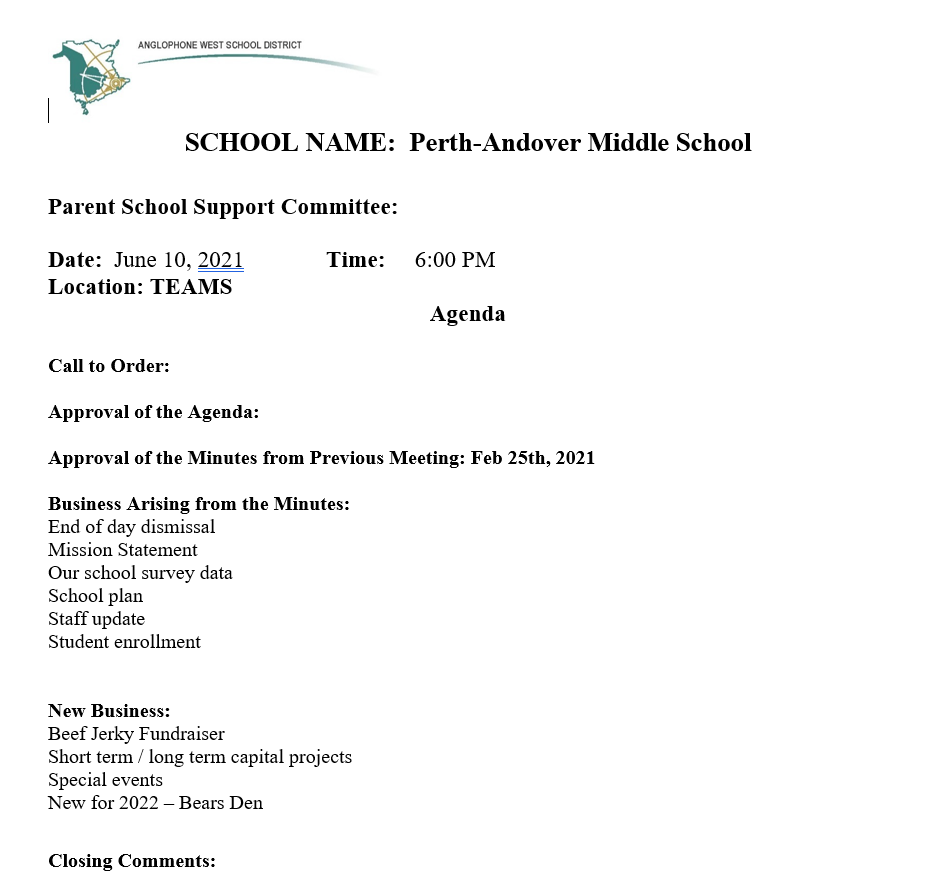 ANGLOPHONE WEST SCHOOL DISTRICT
SCHOOL NAME: Perth-Andover Middle School
Parent School Support Committee:
Date: June 10, 2021 Time: 6:00 PM
Location: TEAMS
Agenda
Call to Order:
Approval of the Agenda:
Approval of the Minutes from Previous Meeting: Feb 25th, 2021
Business Arising from the Minutes:
End of day dismissal
Mission Statement
Our school survey data
School plan
Staff update
Student enrollment
New Business:
Beef Jerky Fundraiser
Short term / long term capital projects
Special events
New for 2022 – Bears Den
Closing Comments: